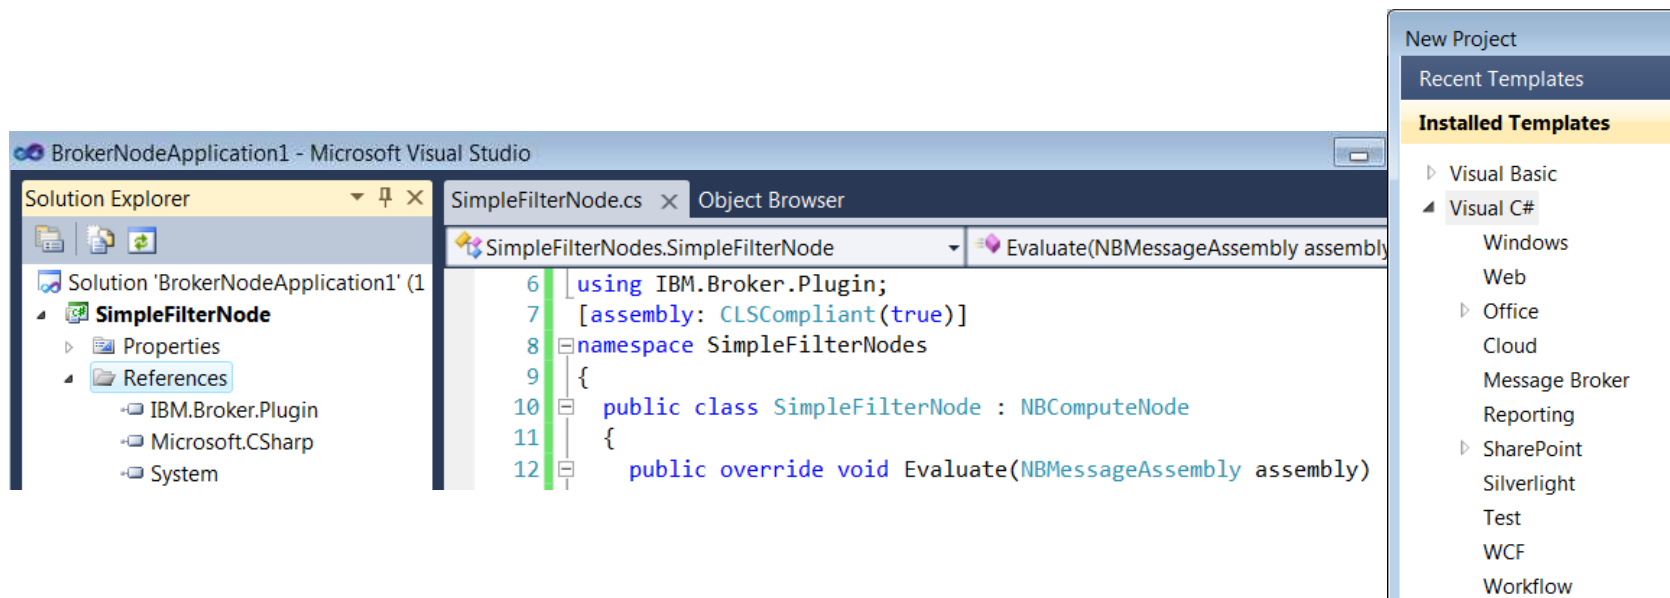 BrokerNodeApplication1 - Microsoft Visual Studio
Solution Explorer
Solution 'BrokerNodeApplication1' (1
SimpleFilterNode
Properties
References
IBM.Broker.Plugin
Microsoft.CSharp
System
SimpleFilterNode.cs Object Browser
SimpleFilterNodes.SimpleFilterNode Evaluate(NBMessageAssembly assembly
6 using IBM.Broker.Plugin;
7 [assembly: CLSCompliant(true)]
8 namespace SimpleFilterNodes
9 {
10 public class SimpleFilterNode : NBComputeNode
11 {
12 public override void Evaluate(NBMessageAssembly assembly)
New Project
Recent Templates
Installed Templates
Visual Basic
Visual C#
Windows
Web
Office
Cloud
Message Broker
Reporting
SharePoint
Silverlight
Test
WCF
Workflow